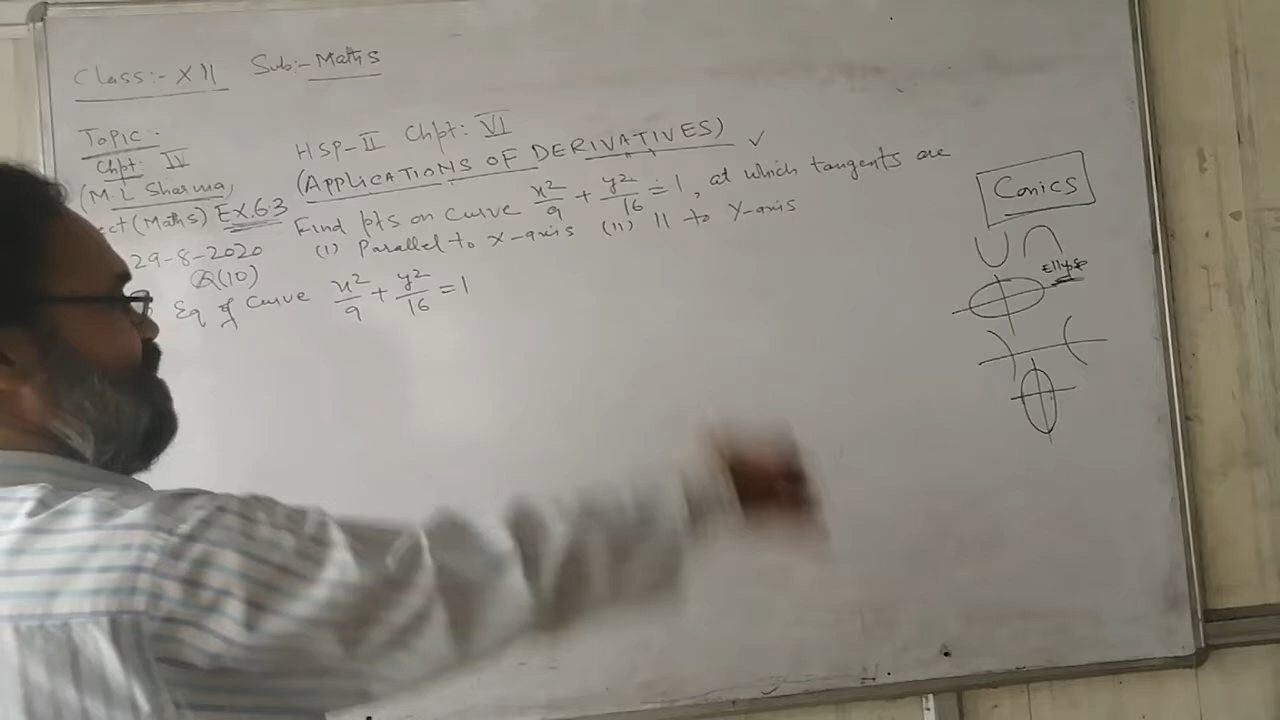 Class:- XII Sub:- Maths
Topic:-
Chpt: IV
(M.L Sharma,
ect (Maths)
29-8-2020
HSP-II Chpt: VI
(APPLICATIONS OF DERIVATIVES) ✓
EX.6.3 Find pts on curve x²/9 + y²/16 = 1, at which tangents are
(i) Parallel to x-axis (ii) || to Y-axis
Q(10)
Eq of Curve x²/9 + y²/16 = 1
Conics
Ellipse